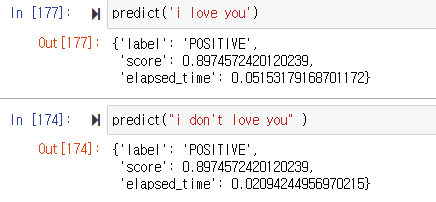 In [177]: predict('i love you')
Out[177]: {'label': 'POSITIVE',
'score': 0.8974572420120239,
'elapsed_time': 0.05153179168701172}
In [174]: predict("i don't love you" )
Out[174]: {'label': 'POSITIVE',
'score': 0.8974572420120239,
'elapsed_time': 0.02094244956970215}